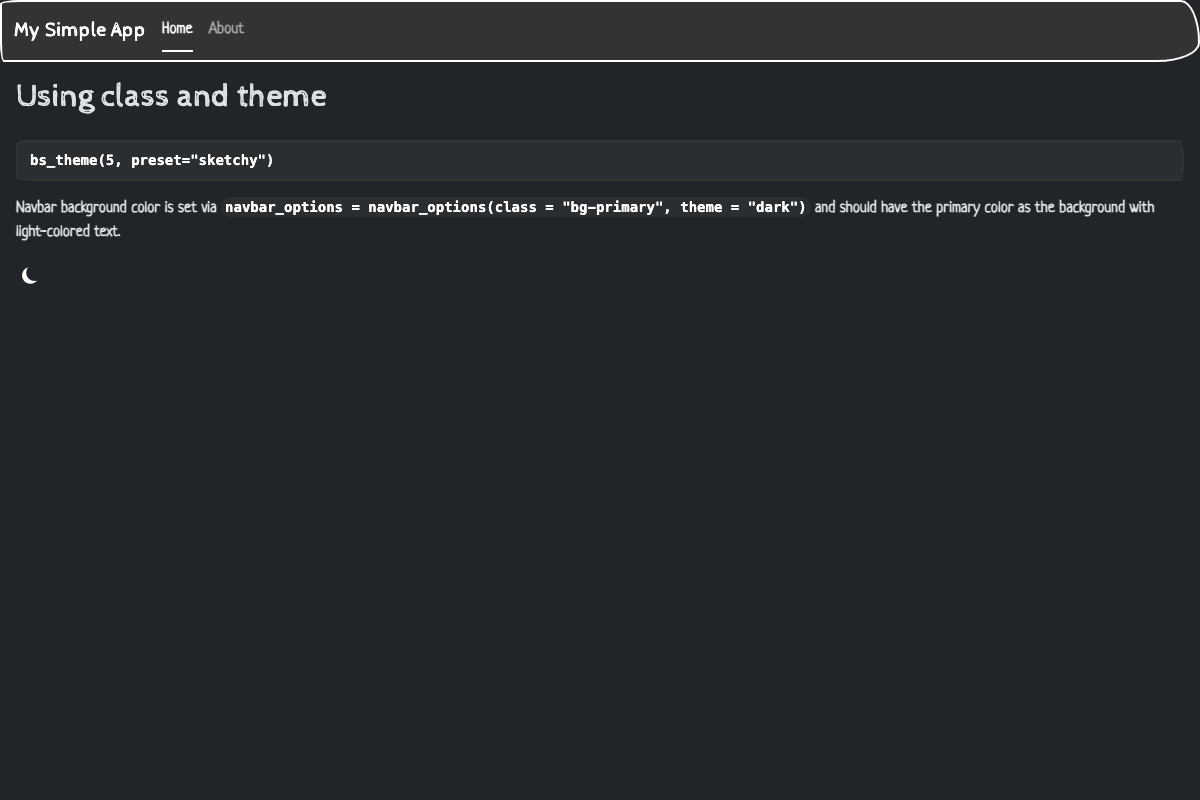 My Simple App Home About
Using class and theme
bs_theme(5, preset="sketchy")
Navbar background color is set via navbar_options = navbar_options(class = "bg-primary", theme = "dark") and should have the primary color as the background with
light-colored text.